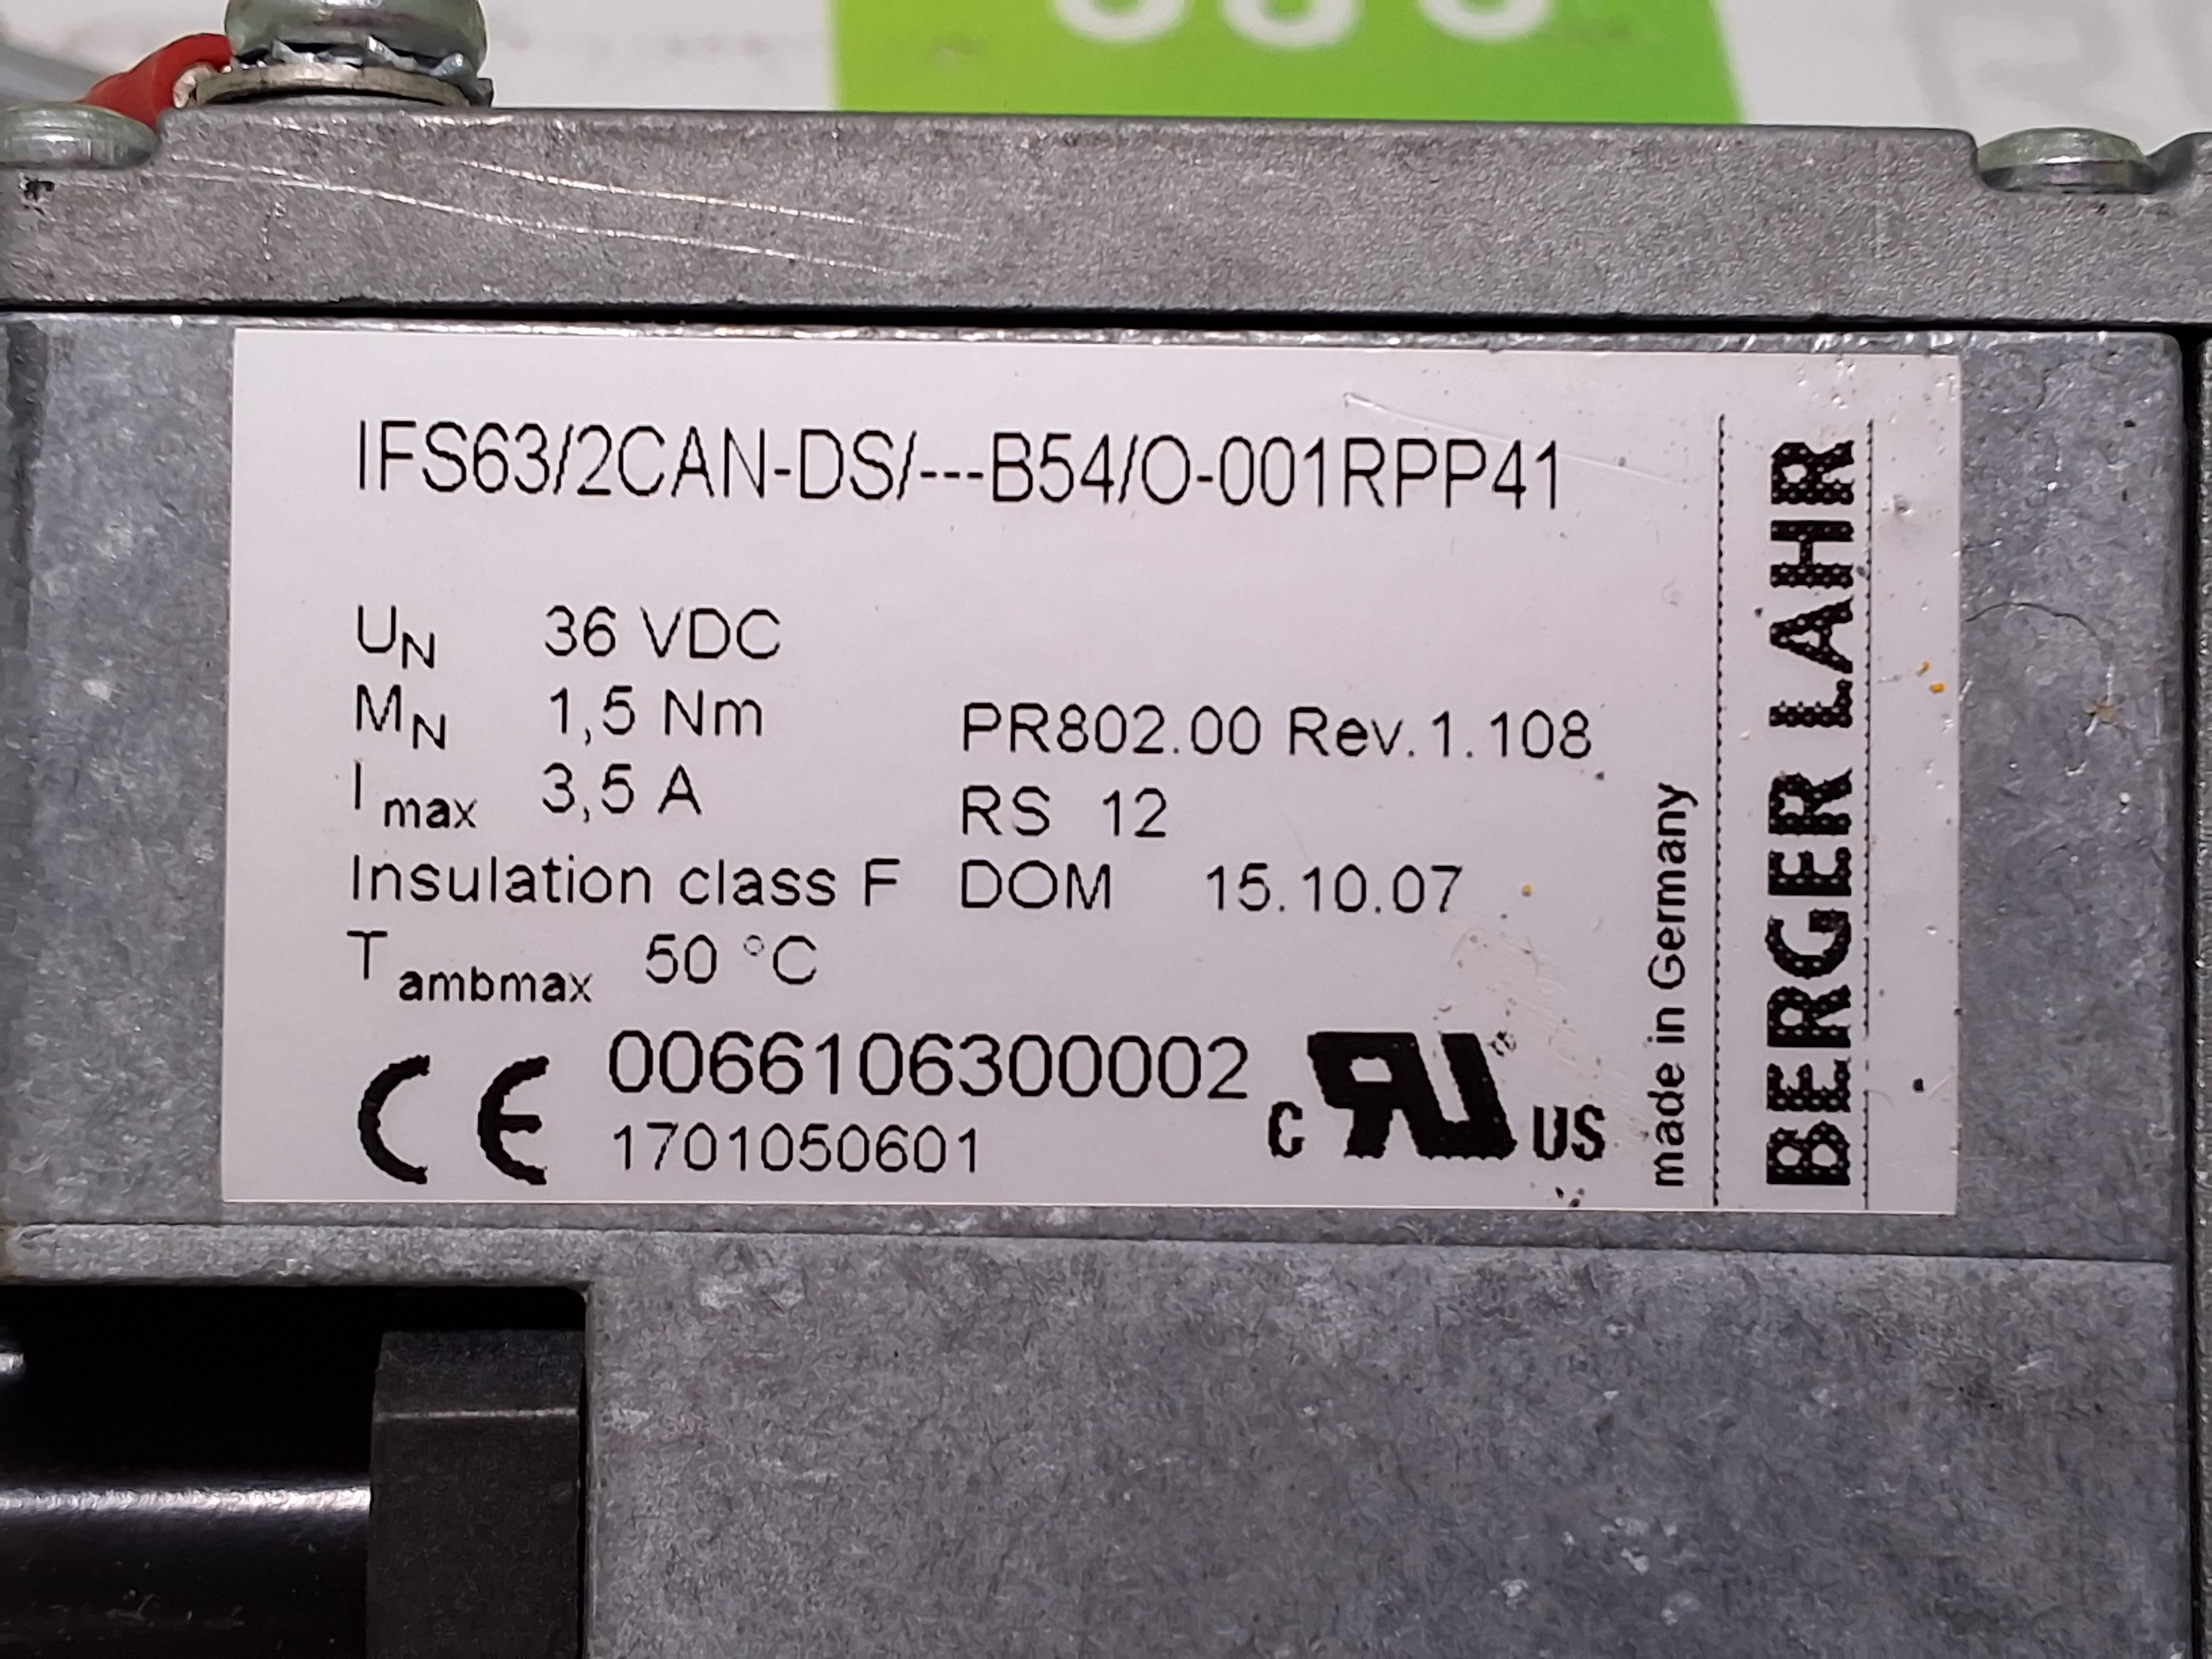 IFS63/2CAN-DS/---B54/O-001RPP41
UN 36 VDC
MN 1,5 Nm
PR802.00 Rev.1.108
I max 3,5 A
RS 12
Insulation class F
DOM 15.10.07
T ambmax 50 °C
CE
0066106300002
1701050601
c RU US
made in Germany
BERGER LAHR